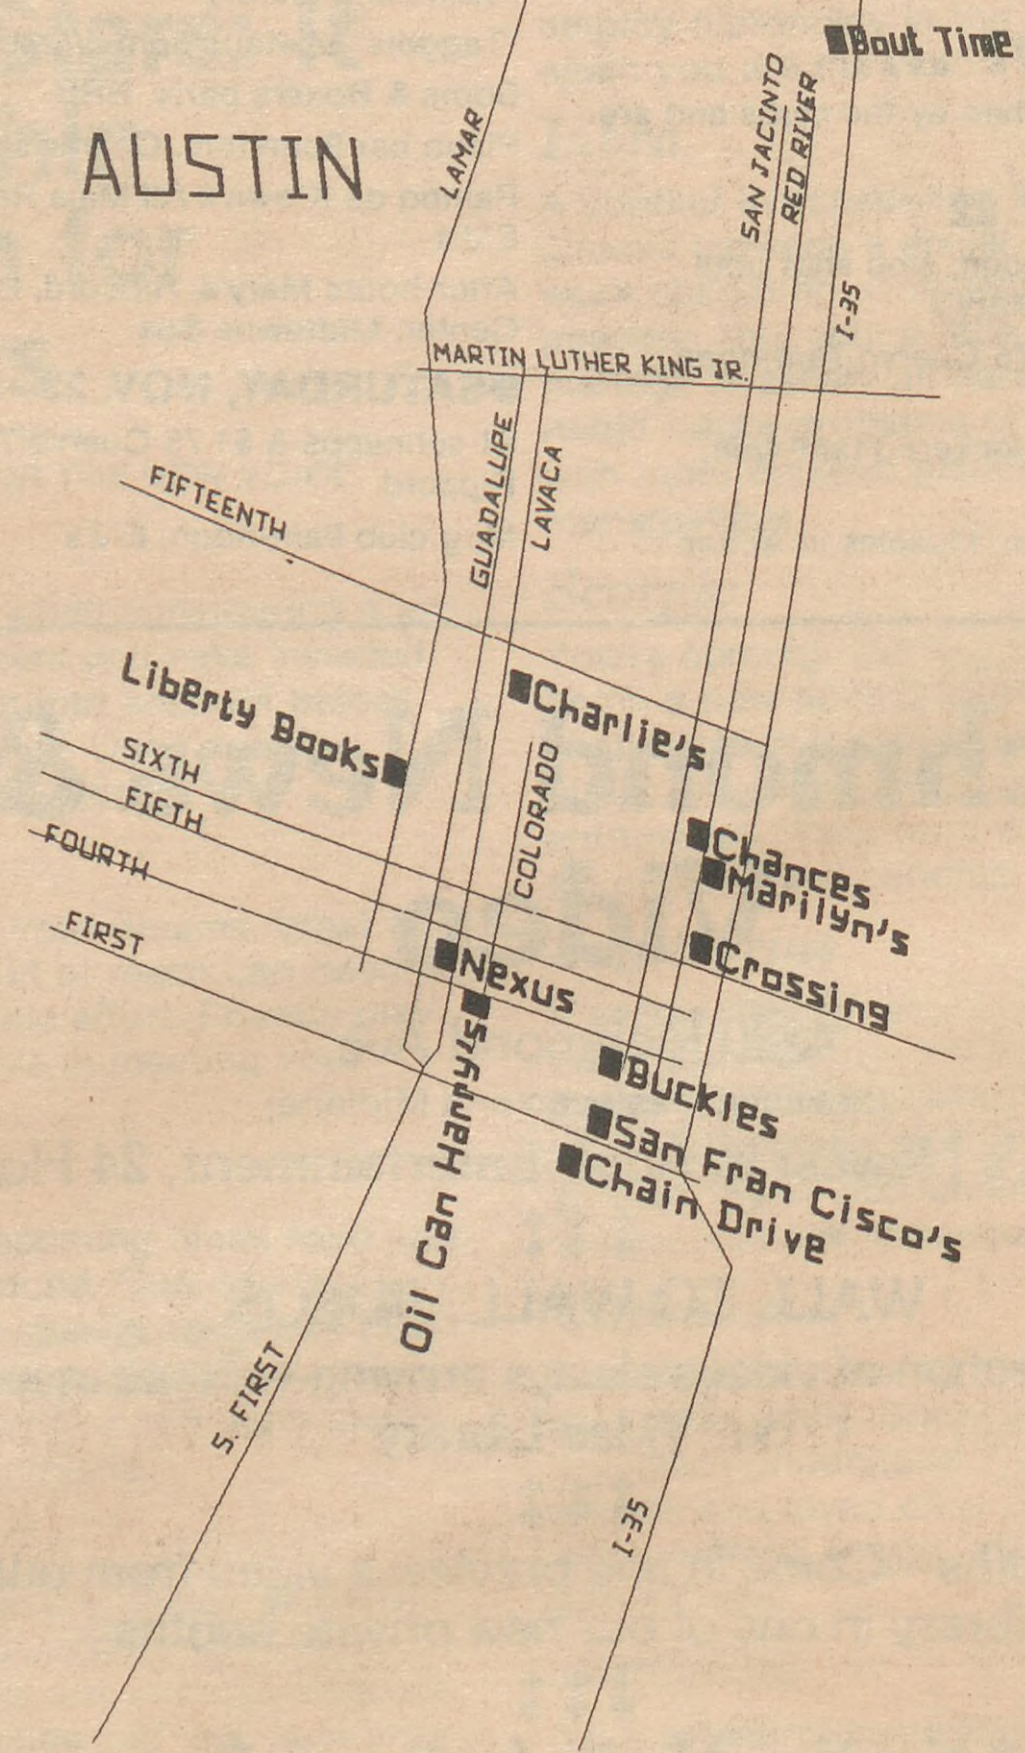 Bout Time
AUSTIN
LAMAR
SAN JACINTO
RED RIVER
I-35
MARTIN LUTHER KING JR.
GUADALUPE
LAVACA
FIFTEENTH
Liberty Books
Charlie's
SIXTH
COLORADO
FIFTH
FOURTH
Chances
Marilyn's
FIRST
Nexus
Crossing
Oil Can Harry's
Buckles
San Fran Cisco's
Chain Drive
S. FIRST
I-35